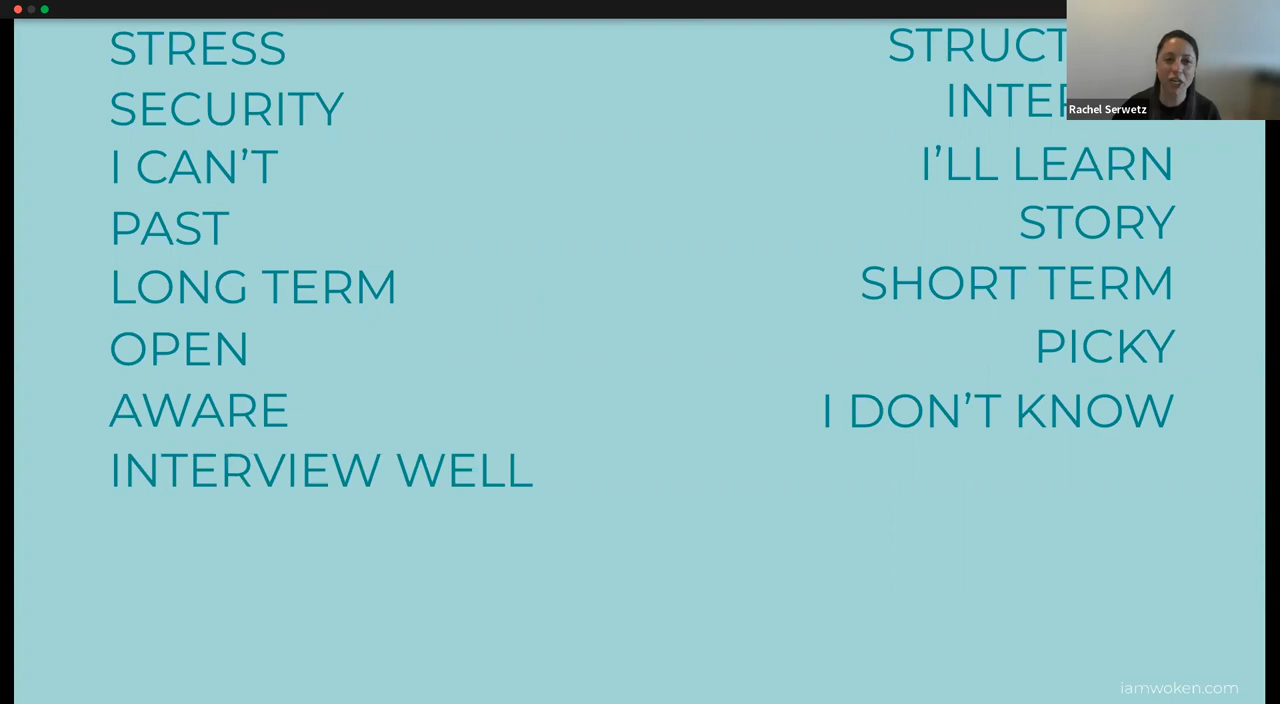 STRESS
SECURITY
I CAN'T
PAST
LONG TERM
OPEN
AWARE
INTERVIEW WELL
I'LL LEARN
STORY
SHORT TERM
PICKY
I DON'T KNOW
Rachel Serwetz
iamwoken.com